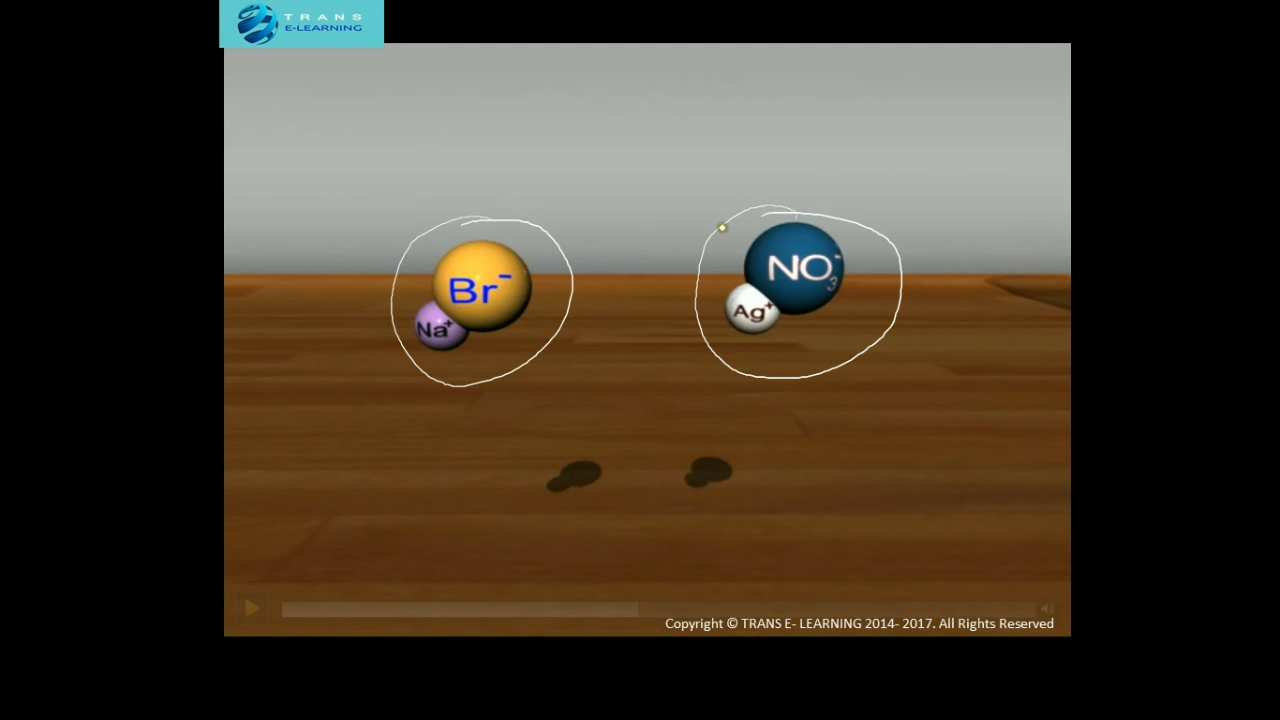 TRANS
E-LEARNING
Br⁻
Na⁺
NO₃⁻
Ag⁺
Copyright © TRANS E- LEARNING 2014- 2017. All Rights Reserved